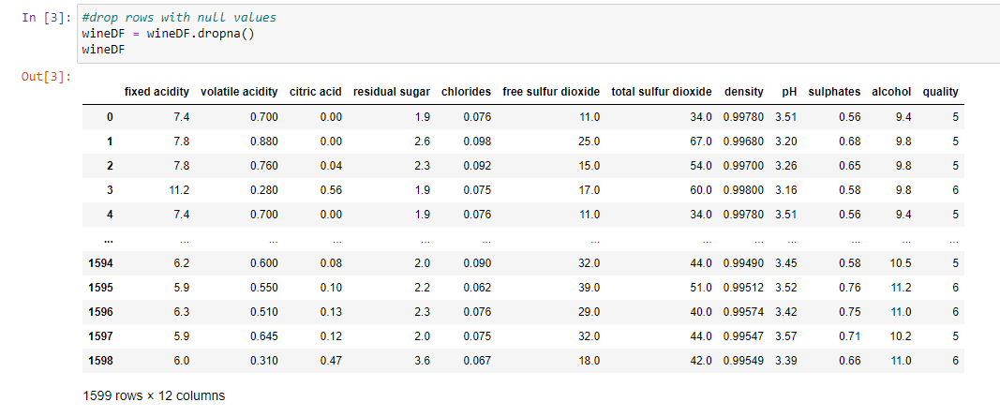 In [3]: #drop rows with null values
wineDF = wineDF.dropna()
wineDF
Out[3]:
fixed acidity volatile acidity citric acid residual sugar chlorides free sulfur dioxide total sulfur dioxide density pH sulphates alcohol quality
0 7.4 0.700 0.00 1.9 0.076 11.0 34.0 0.99780 3.51 0.56 9.4 5
1 7.8 0.880 0.00 2.6 0.098 25.0 67.0 0.99680 3.20 0.68 9.8 5
2 7.8 0.760 0.04 2.3 0.092 15.0 54.0 0.99700 3.26 0.65 9.8 5
3 11.2 0.280 0.56 1.9 0.075 17.0 60.0 0.99800 3.16 0.58 9.8 6
4 7.4 0.700 0.00 1.9 0.076 11.0 34.0 0.99780 3.51 0.56 9.4 5
... ... ... ... ... ... ... ... ... ... ... ... ...
1594 6.2 0.600 0.08 2.0 0.090 32.0 44.0 0.99490 3.45 0.58 10.5 5
1595 5.9 0.550 0.10 2.2 0.062 39.0 51.0 0.99512 3.52 0.76 11.2 6
1596 6.3 0.510 0.13 2.3 0.076 29.0 40.0 0.99574 3.42 0.75 11.0 6
1597 5.9 0.645 0.12 2.0 0.075 32.0 44.0 0.99547 3.57 0.71 10.2 5
1598 6.0 0.310 0.47 3.6 0.067 18.0 42.0 0.99549 3.39 0.66 11.0 6
1599 rows × 12 columns